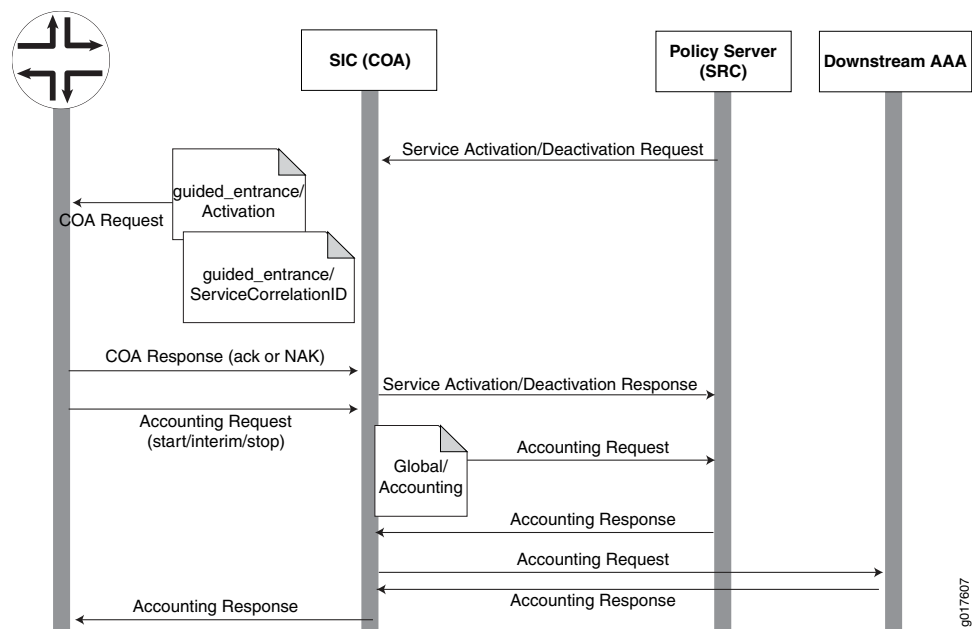 SIC (COA)
Policy Server
(SRC)
Downstream AAA
Service Activation/Deactivation Request
guided_entrance/
Activation
COA Request
guided_entrance/
ServiceCorrelationID
COA Response (ack or NAK)
Service Activation/Deactivation Response
Accounting Request
(start/interim/stop)
Accounting Request
Global/
Accounting
Accounting Response
Accounting Request
Accounting Response
Accounting Response
g017607